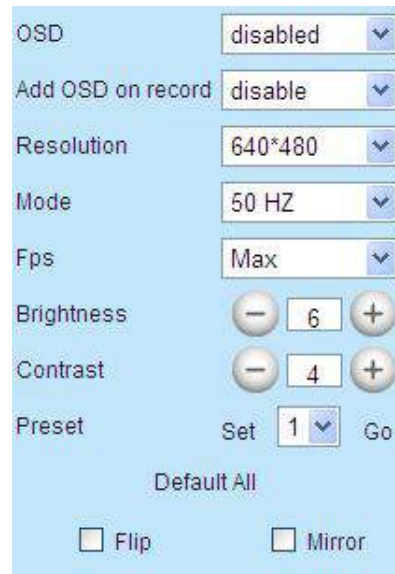 OSD disabled
Add OSD on record disable
Resolution 640*480
Mode 50 HZ
Fps Max
Brightness 6
Contrast 4
Preset Set 1 Go
Default All
Flip Mirror